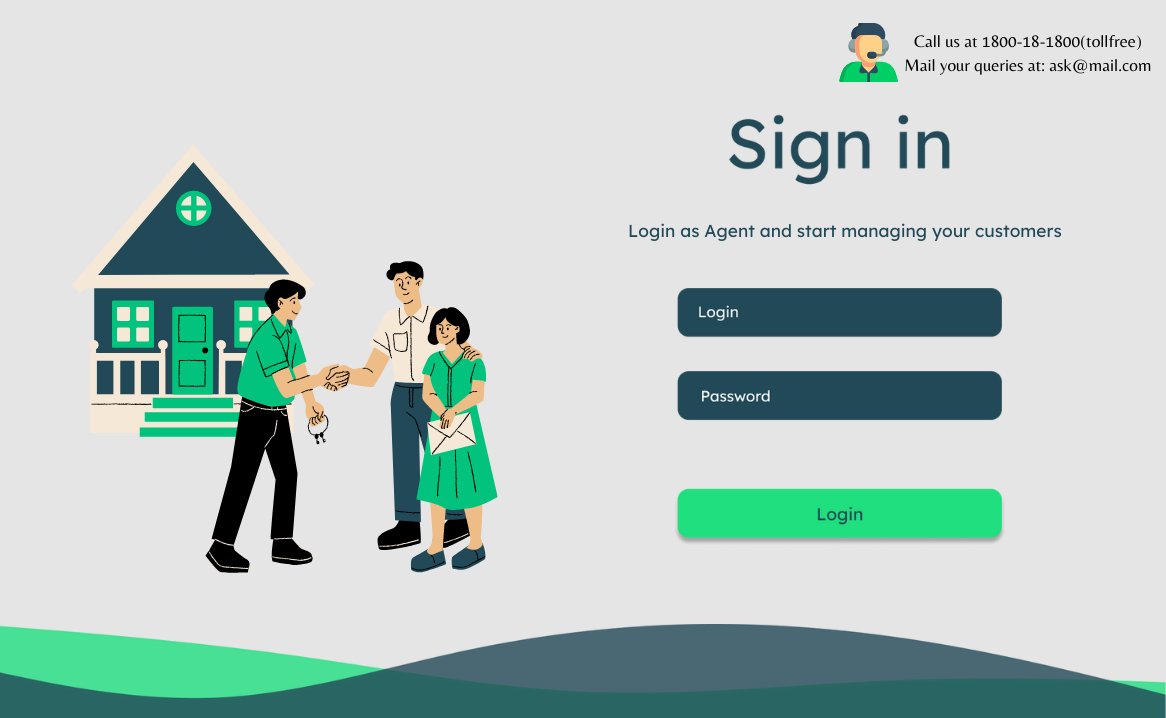 Call us at 1800-18-1800(tollfree)
Mail your queries at: ask@mail.com
Sign in
Login as Agent and start managing your customers
Login
Password
Login